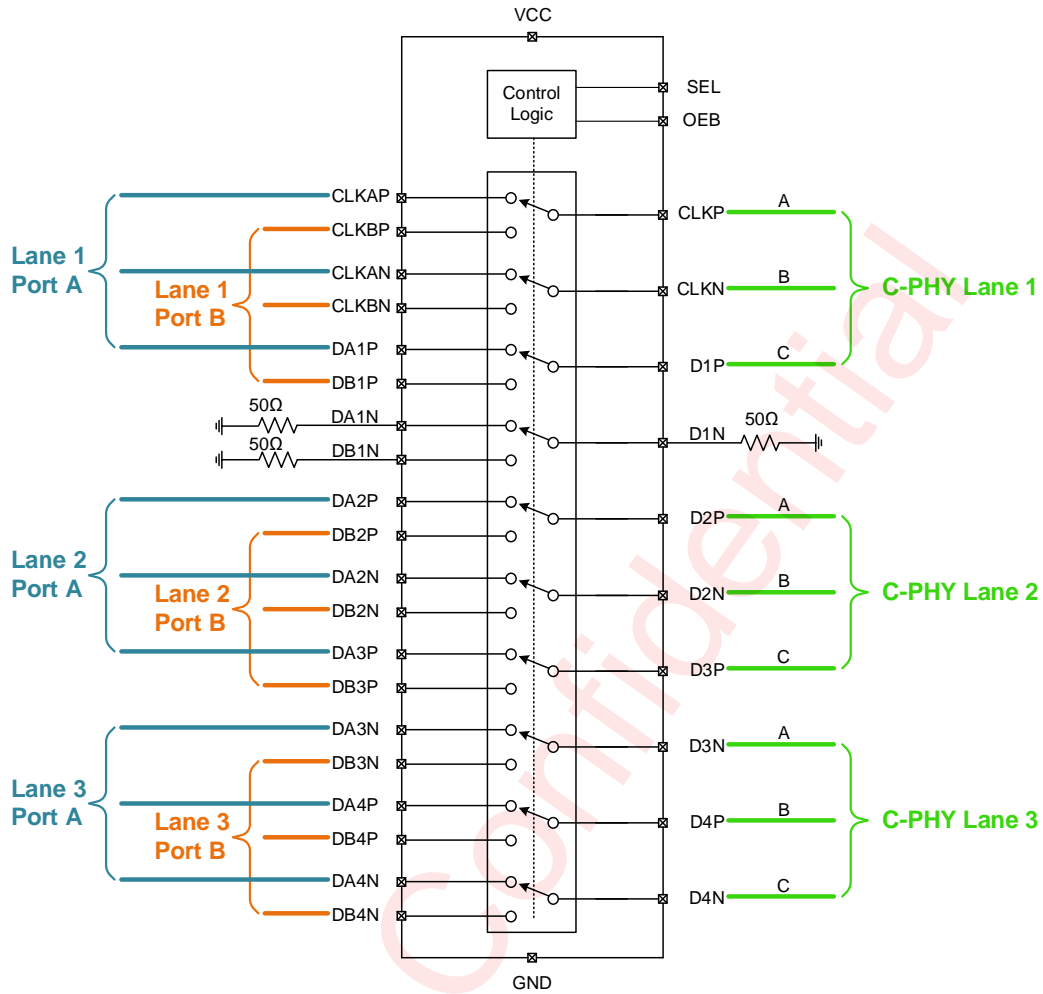 VCC
Control
Logic
SEL
OEB
CLKAP
CLKP
A
CLKBP
Lane 1
Port A
CLKAN
CLKN
B
C-PHY Lane 1
Lane 1
Port B
CLKBN
DA1P
D1P
C
DB1P
50Ω
DA1N
D1N
50Ω
50Ω
DB1N
DA2P
D2P
A
DB2P
Lane 2
Port A
DA2N
D2N
B
C-PHY Lane 2
Lane 2
Port B
DB2N
DA3P
D3P
C
DB3P
DA3N
D3N
A
DB3N
Lane 3
Port A
DA4P
D4P
B
C-PHY Lane 3
Lane 3
Port B
DB4P
DA4N
D4N
C
DB4N
GND
Confidential